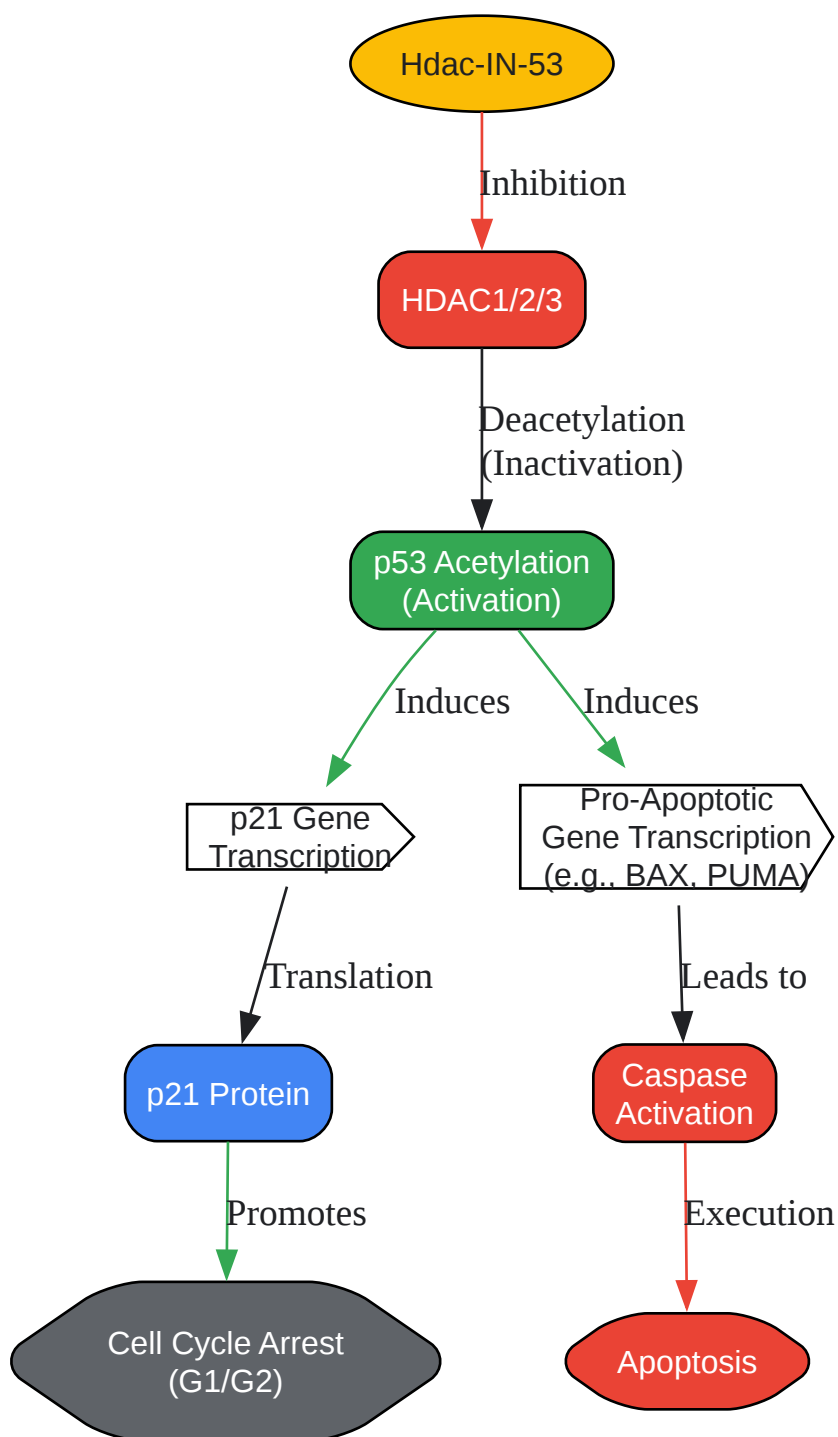 Hdac-IN-53
Inhibition
HDAC1/2/3
Deacetylation
(Inactivation)
p53 Acetylation
(Activation)
Induces
Induces
p21 Gene
Transcription
Pro-Apoptotic
Gene Transcription
(e.g., BAX, PUMA)
Translation
Leads to
p21 Protein
Caspase
Activation
Promotes
Execution
Cell Cycle Arrest
(G1/G2)
Apoptosis